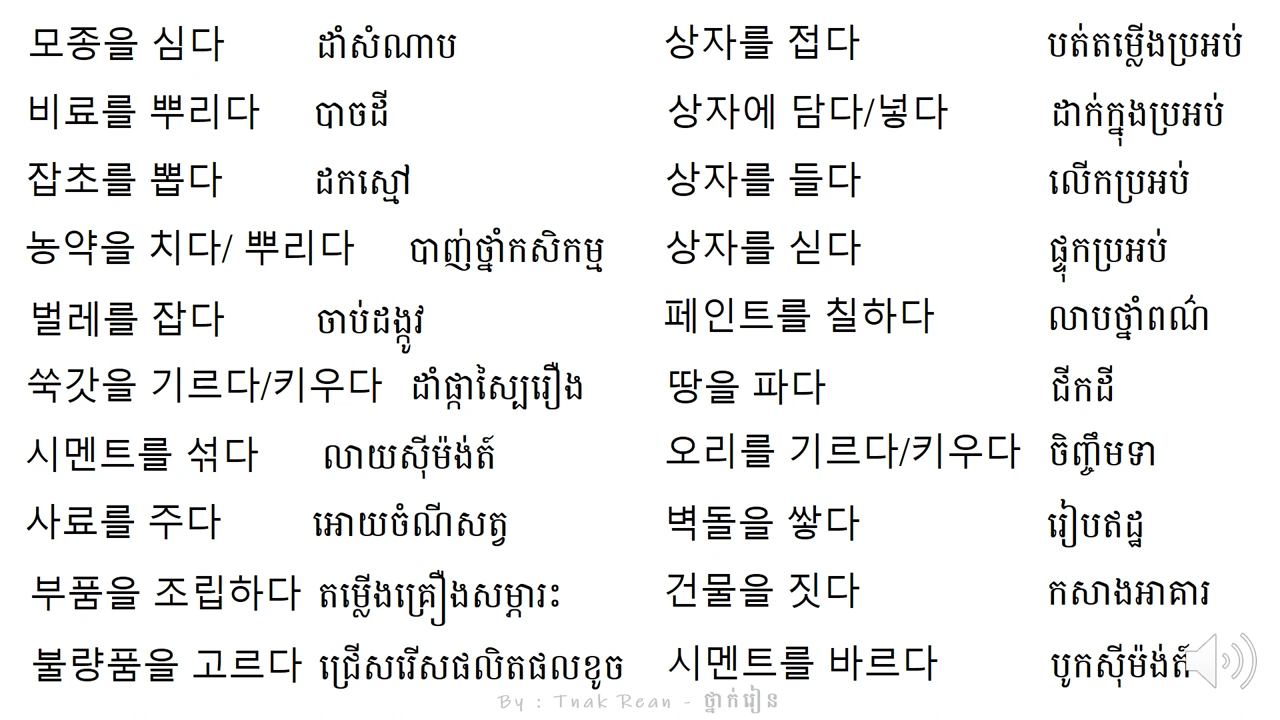 모종을 심다 ដាំសំណាប
비료를 뿌리다 បាចដី
잡초를 뽑다 ដកស្មៅ
농약을 치다/ 뿌리다 បាញ់ថ្នាំកសិកម្ម
벌레를 잡다 ចាប់ដង្កូវ
쑥갓을 기르다/키우다 ដាំផ្កាស្បៃរឿង
시멘트를 섞다 លាយស៊ីម៉ង់ត៍
사료를 주다 អោយចំណីសត្វ
부품을 조립하다 តម្លើងគ្រឿងសម្ភារះ
불량품을 고르다 ជ្រើសរើសផលិតផលខូច
상자를 접다 បត់តម្លើងប្រអប់
상자에 담다/넣다 ដាក់ក្នុងប្រអប់
상자를 들다 លើកប្រអប់
상자를 싣다 ផ្ទុកប្រអប់
페인트를 칠하다 លាបថ្នាំពណ៌
땅을 파다 ជីកដី
오리를 기르다/키우다 ចិញ្ចឹមទា
벽돌을 쌓다 រៀបឥដ្ឋ
건물을 짓다 កសាងអាគារ
시멘트를 바르다 បូកស៊ីម៉ង់ត៍
By : Tnak Rean - ថ្នាក់រៀន